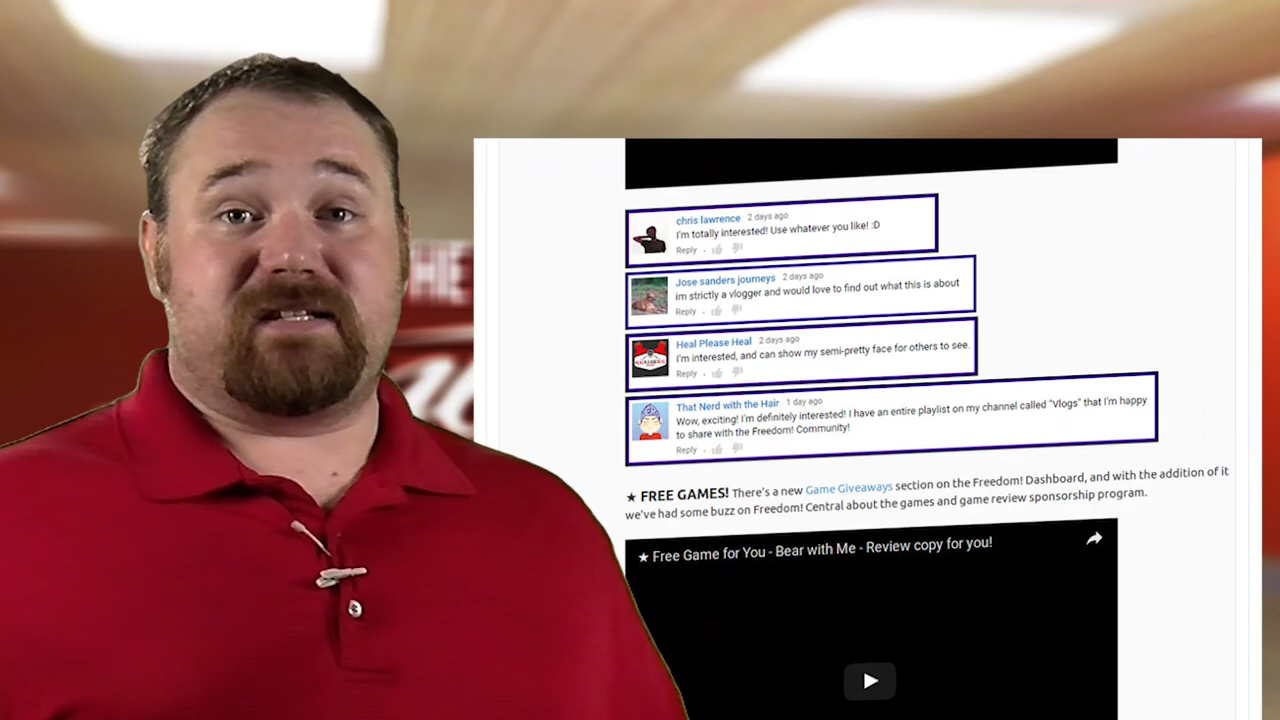 HE
chris lawrence 2 days ago
I'm totally interested! Use whatever you like! :D
Reply
Jose sanders journeys 2 days ago
im strictly a vlogger and would love to find out what this is about
Reply
Heal Please Heal 2 days ago
I'm interested, and can show my semi-pretty face for others to see.
Reply
That Nerd with the Hair 1 day ago
Wow, exciting! I'm definitely interested! I have an entire playlist on my channel called "Vlogs" that I'm happy
to share with the Freedom! Community!
Reply
★ FREE GAMES! There's a new Game Giveaways section on the Freedom! Dashboard, and with the addition of it
we've had some buzz on Freedom! Central about the games and game review sponsorship program.
★ Free Game for You - Bear with Me - Review copy for you!